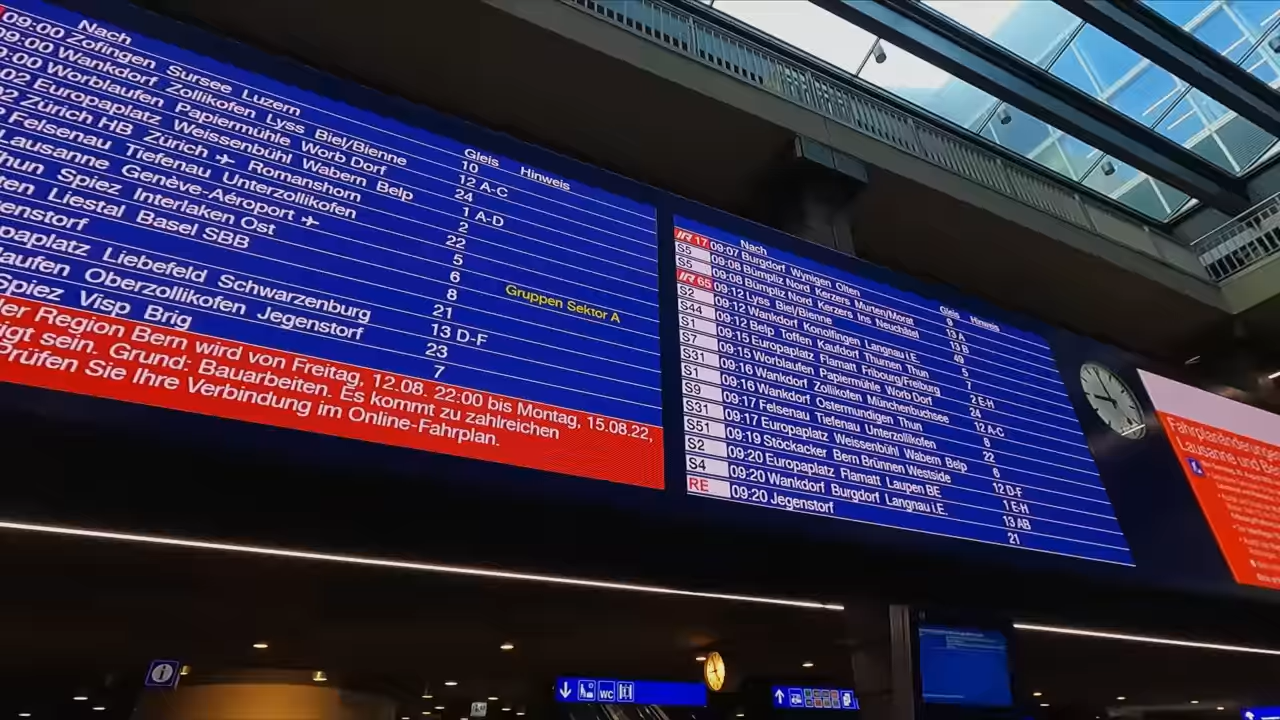 Nach Gleis Hinweis
09:00 Zofingen Sursee Luzern 10
09:00 Wankdorf Zollikofen Lyss Biel/Bienne 12 A-C
:00 Worblaufen Papiermühle Worb Dorf 24
02 Europaplatz Weissenbühl Wabern Belp 1 A-D
02 Zürich HB Zürich ✈ Romanshorn 2
Felsenau Tiefenau Unterzollikofen 22
Lausanne Genève-Aéroport ✈ 5
hun Spiez Interlaken Ost 6
ten Liestal Basel SBB 8 Gruppen Sektor A
genstorf 21
paplatz Liebefeld Schwarzenburg 13 D-F
laufen Oberzollikofen Jegenstorf 23
Spiez Visp Brig 7
der Region Bern wird von Freitag, 12.08. 22:00 bis Montag, 15.08.22,
igt sein. Grund: Bauarbeiten. Es kommt zu zahlreichen
Prüfen Sie Ihre Verbindung im Online-Fahrplan.
Nach Gleis Hinweis
IR 17 09:07 Burgdorf Wynigen Olten
S5 09:08 Bümpliz Nord Kerzers Murten/Morat 13 A
S5 09:08 Bümpliz Nord Kerzers Ins Neuchâtel 13 B
IR 65 09:12 Lyss Biel/Bienne 49
S2 09:12 Wankdorf Konolfingen Langnau i.E. 5
S44 09:12 Belp Toffen Kaufdorf Thurnen Thun 7
S1 09:15 Europaplatz Flamatt Fribourg/Freiburg 2 E-H
S7 09:15 Worblaufen Papiermühle Worb Dorf 24
S31 09:16 Wankdorf Zollikofen Münchenbuchsee 12 A-C
S1 09:16 Wankdorf Ostermundigen Thun 8
S9 09:17 Felsenau Tiefenau Unterzollikofen 22
S31 09:17 Europaplatz Weissenbühl Wabern Belp 6
S51 09:19 Stöckacker Bern Brünnen Westside 12 D-F
S2 09:20 Europaplatz Flamatt Laupen BE 1 E-H
S4 09:20 Wankdorf Burgdorf Langnau i.E. 13 AB
RE 09:20 Jegenstorf 21
Fahrplanänderungen
Lausanne und
WC